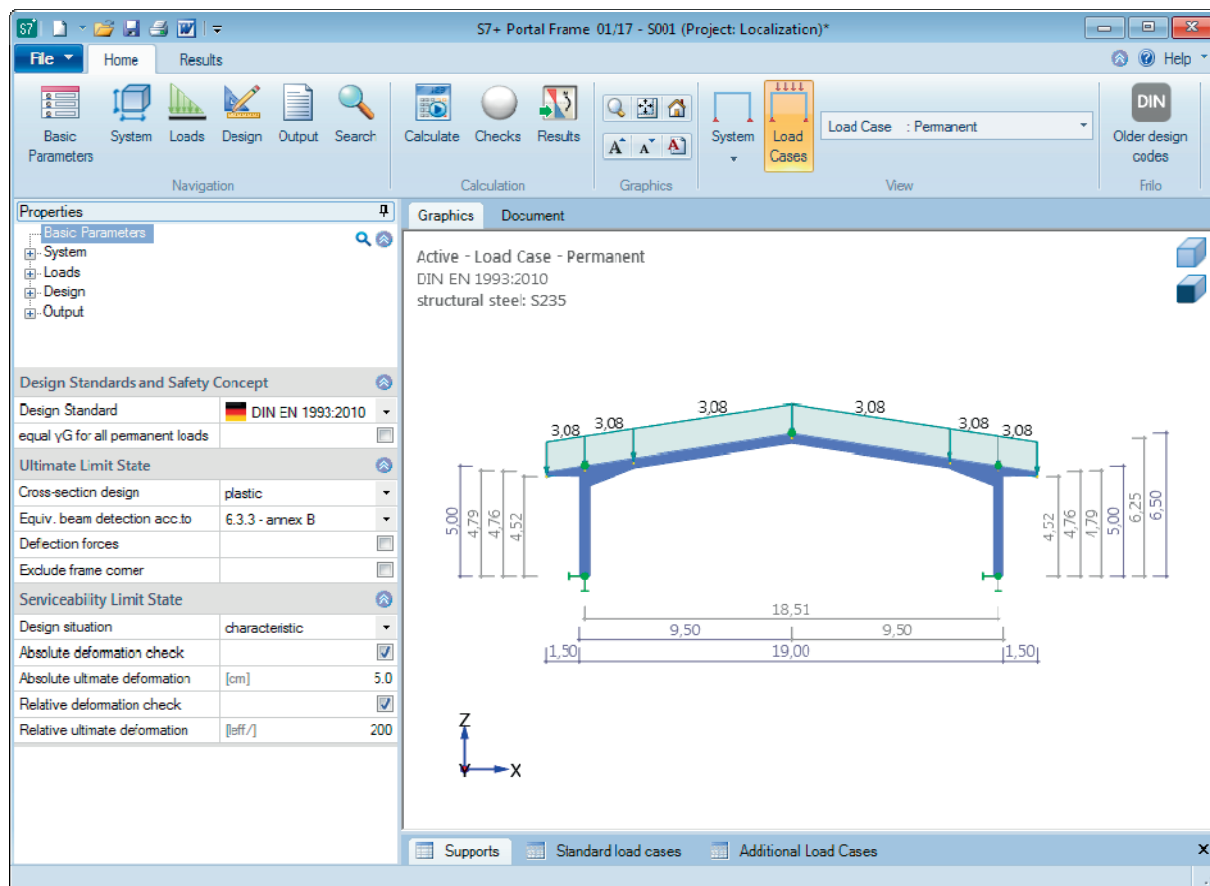 S7+ S7+ Portal Frame 01/17 - S001 (Project: Localization)*
File Home Results Help
Basic Parameters System Loads Design Output Search
Navigation
Calculate Checks Results
Calculation
A A A
Graphics
System Load Cases Load Case : Permanent
View
DIN
Older design codes
Frilo
Properties
Basic Parameters
System
Loads
Design
Output
Design Standards and Safety Concept
Design Standard DIN EN 1993:2010
equal γG for all permanent loads
Ultimate Limit State
Cross-section design plastic
Equiv. beam detection acc.to 6.3.3 - annex B
Deflection forces
Exclude frame corner
Serviceability Limit State
Design situation characteristic
Absolute deformation check
Absolute ultimate deformation [cm] 5.0
Relative deformation check
Relative ultimate deformation [leff/] 200
Graphics Document
Active - Load Case - Permanent
DIN EN 1993:2010
structural steel: S235
3,08 3,08 3,08 3,08 3,08 3,08
5,00 4,79 4,76 4,52
4,52 4,76 4,79 5,00 6,25 6,50
18,51
9,50 9,50
1,50 19,00 1,50
Z
Y X
Supports Standard load cases Additional Load Cases